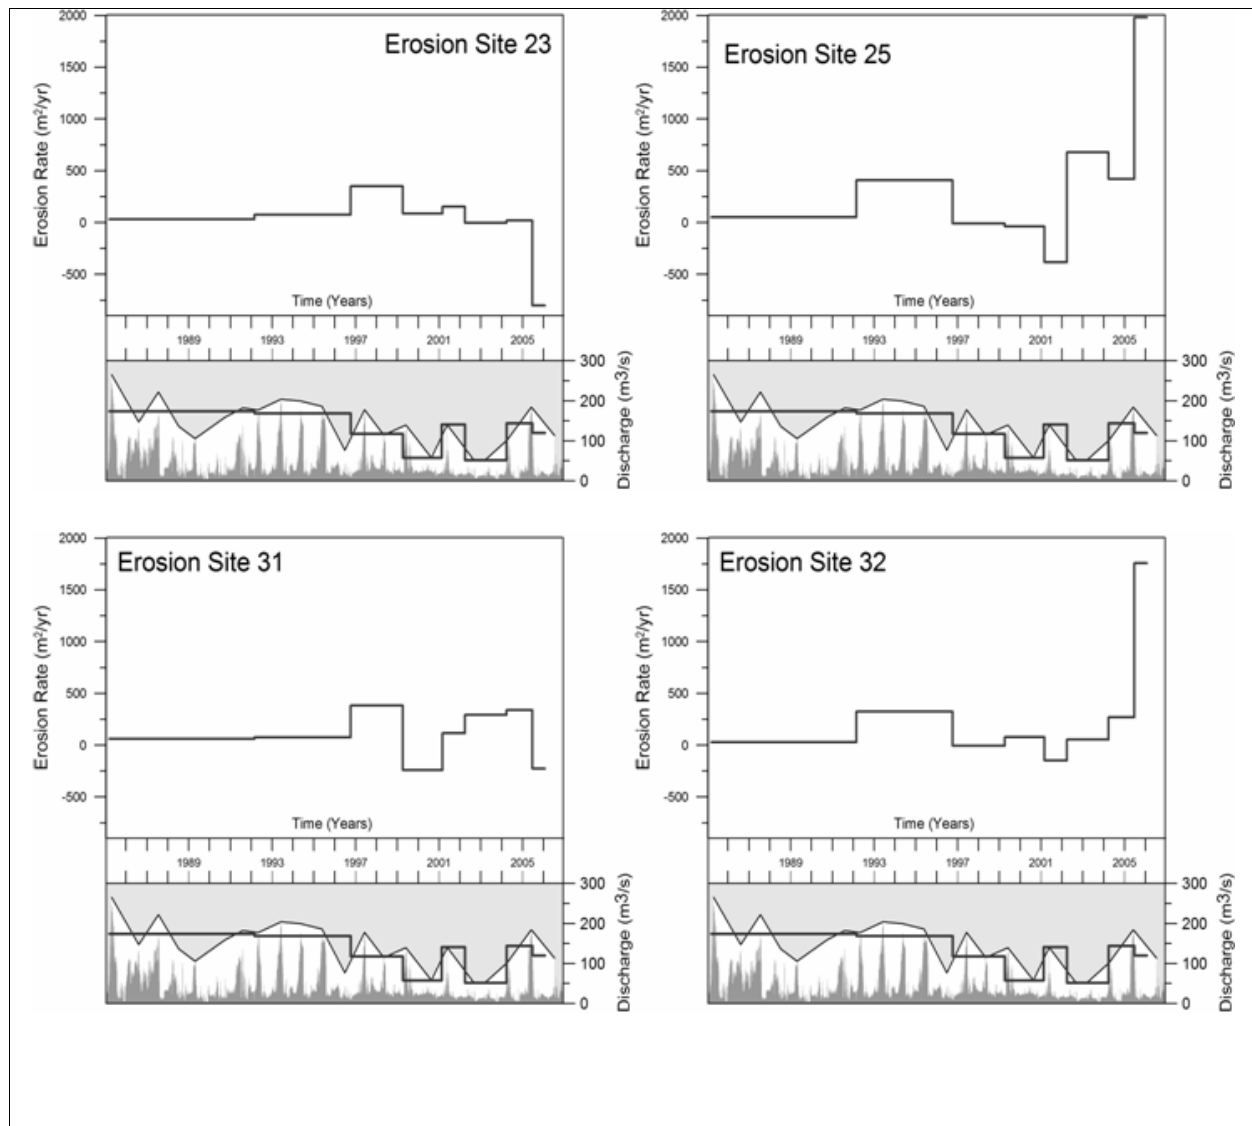 Erosion Site 23
Erosion Rate (m²/yr)
2000
1500
1000
500
0
-500
Time (Years)
1989 1993 1997 2001 2005
300
200
100
0
Discharge (m3/s)
Erosion Site 25
Erosion Rate (m²/yr)
2000
1500
1000
500
0
-500
Time (Years)
1989 1993 1997 2001 2005
300
200
100
0
Discharge (m3/s)
Erosion Site 31
Erosion Rate (m²/yr)
2000
1500
1000
500
0
-500
Time (Years)
1989 1993 1997 2001 2005
300
200
100
0
Discharge (m3/s)
Erosion Site 32
Erosion Rate (m²/yr)
2000
1500
1000
500
0
-500
Time (Years)
1989 1993 1997 2001 2005
300
200
100
0
Discharge (m3/s)